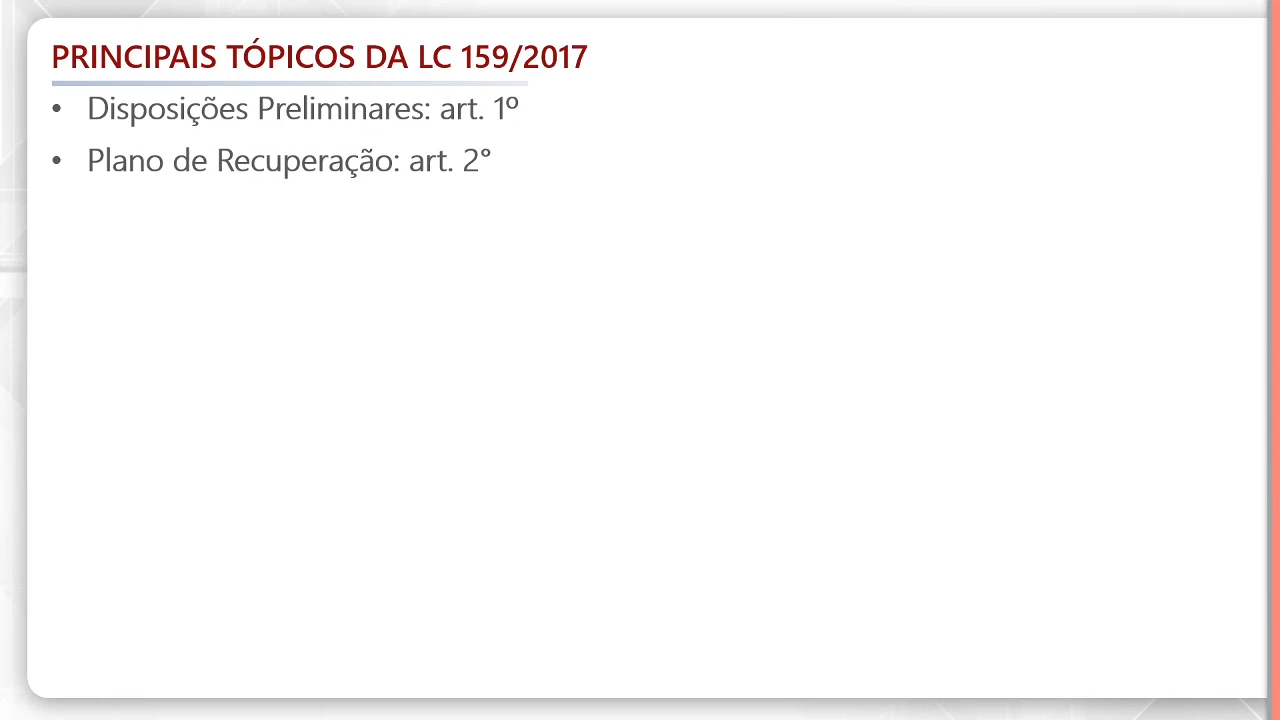 PRINCIPAIS TÓPICOS DA LC 159/2017
• Disposições Preliminares: art. 1º
• Plano de Recuperação: art. 2°